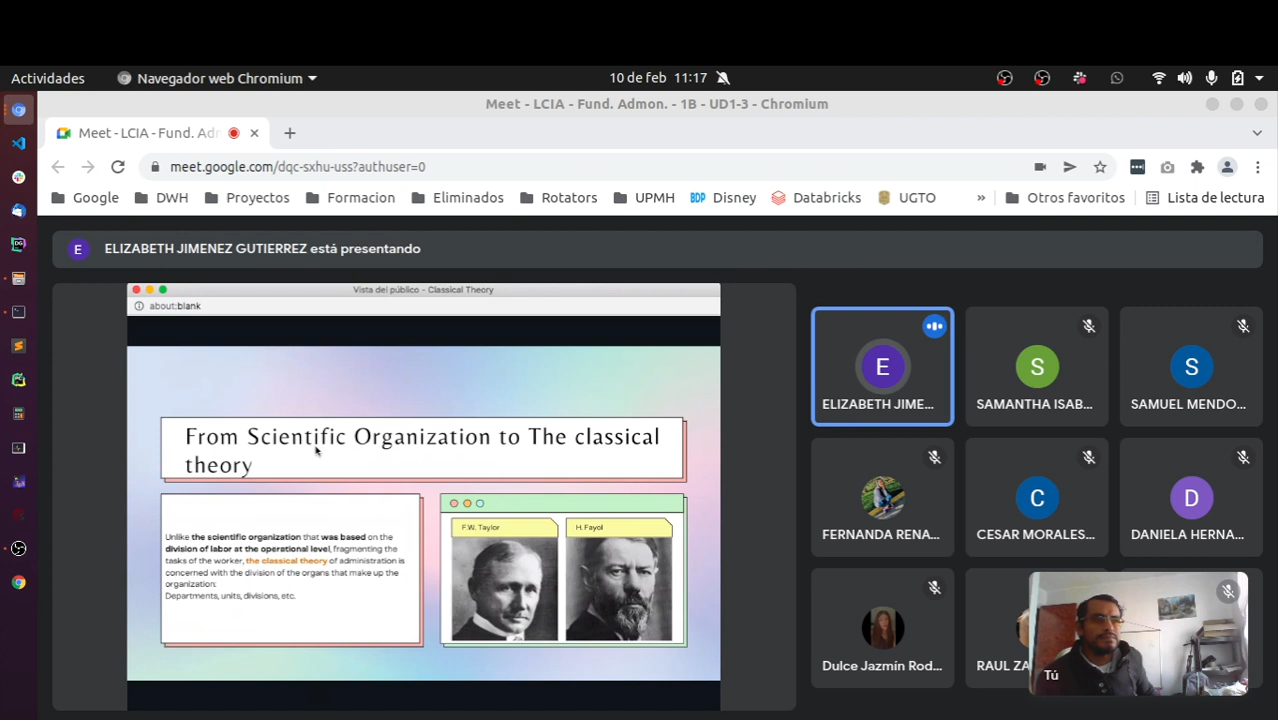 Actividades
Navegador web Chromium
10 de feb 11:17
Meet - LCIA - Fund. Admon. - 1B - UD1-3 - Chromium
Meet - LCIA - Fund. Adm
meet.google.com/dqc-sxhu-uss?authuser=0
Google
DWH
Proyectos
Formacion
Eliminados
Rotators
UPMH
BDP Disney
Databricks
UGTO
»
Otros favoritos
Lista de lectura
E
ELIZABETH JIMENEZ GUTIERREZ está presentando
Vista del público - Classical Theory
about:blank
From Scientific Organization to The classical
theory
Unlike the scientific organization that was based on the
division of labor at the operational level, fragmenting the
tasks of the worker, the classical theory of administration is
concerned with the division of the organs that make up the
organization:
Departments, units, divisions, etc.
F.W. Taylor
H. Fayol
E
ELIZABETH JIME...
S
SAMANTHA ISAB...
S
SAMUEL MENDO...
FERNANDA RENA...
C
CESAR MORALES...
D
DANIELA HERNA...
Dulce Jazmín Rod...
RAUL ZA
Tú